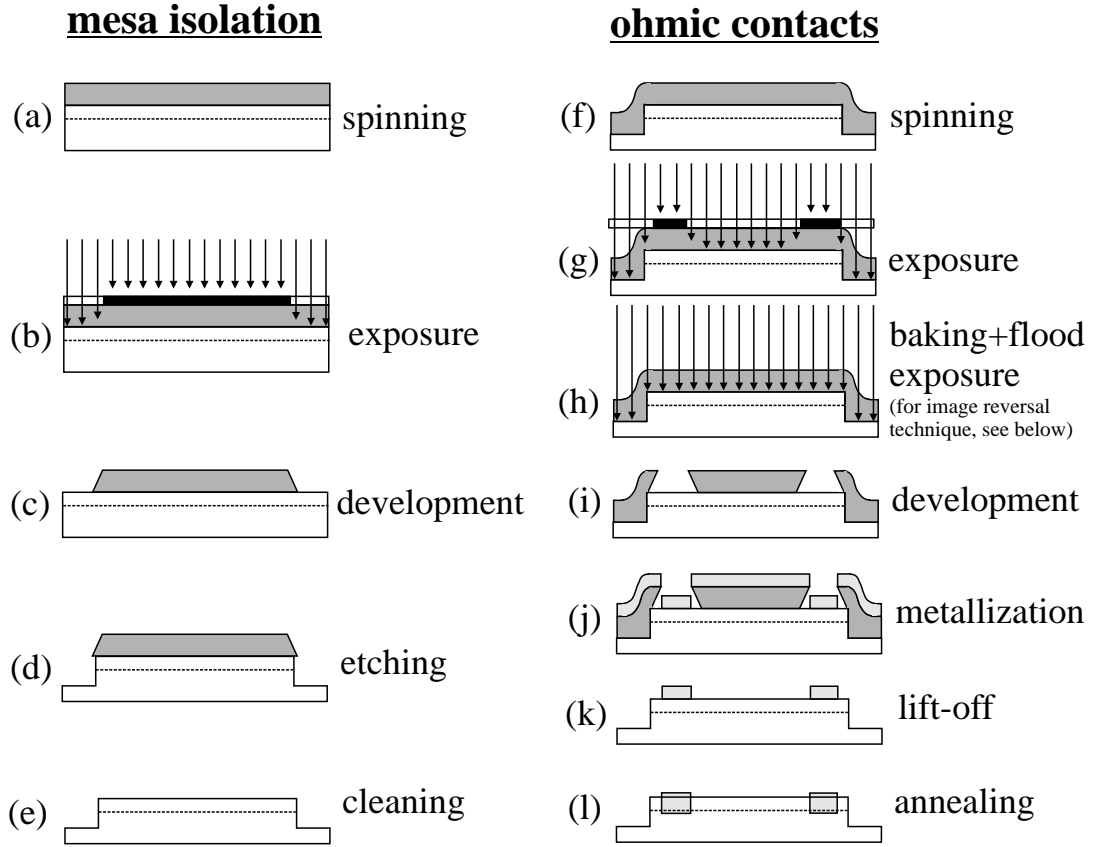 mesa isolation
(a) spinning
(b) exposure
(c) development
(d) etching
(e) cleaning
ohmic contacts
(f) spinning
(g) exposure
(h) baking+flood
exposure
(for image reversal
technique, see below)
(i) development
(j) metallization
(k) lift-off
(l) annealing